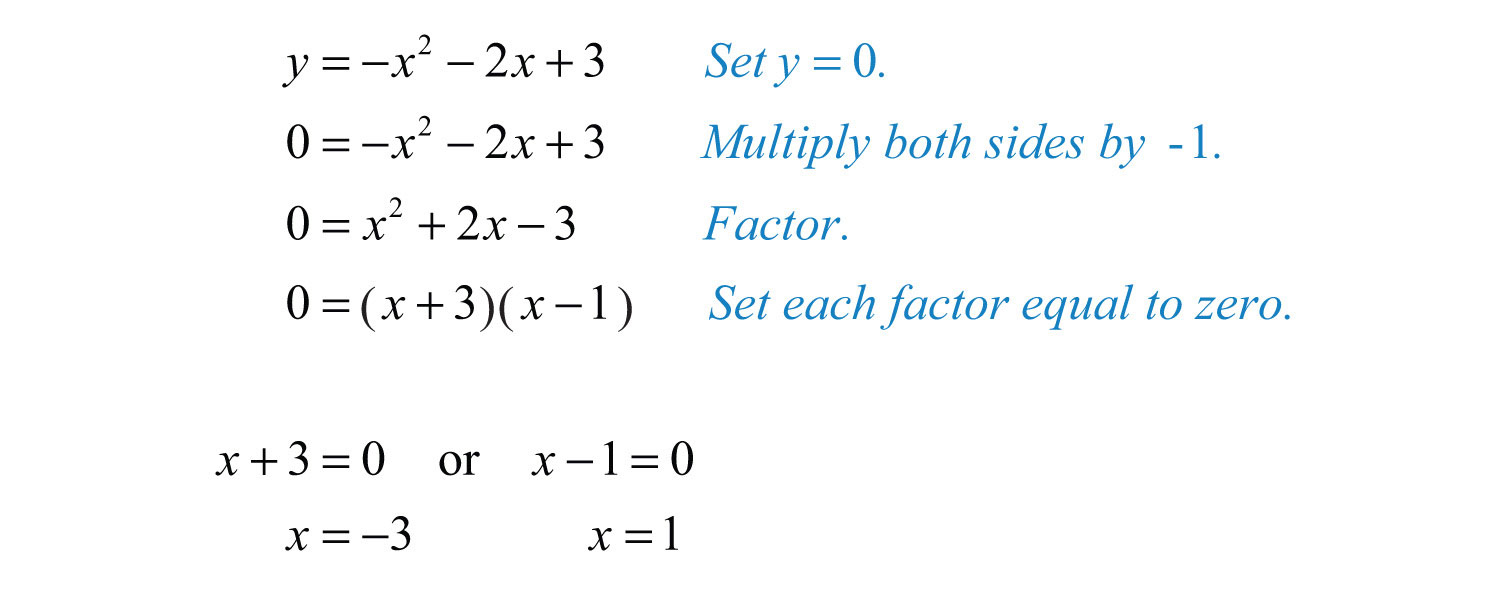 y = −x² − 2x + 3 Set y = 0.
0 = −x² − 2x + 3 Multiply both sides by -1.
0 = x² + 2x − 3 Factor.
0 = (x + 3)(x − 1) Set each factor equal to zero.
x + 3 = 0 or x − 1 = 0
x = −3 x = 1